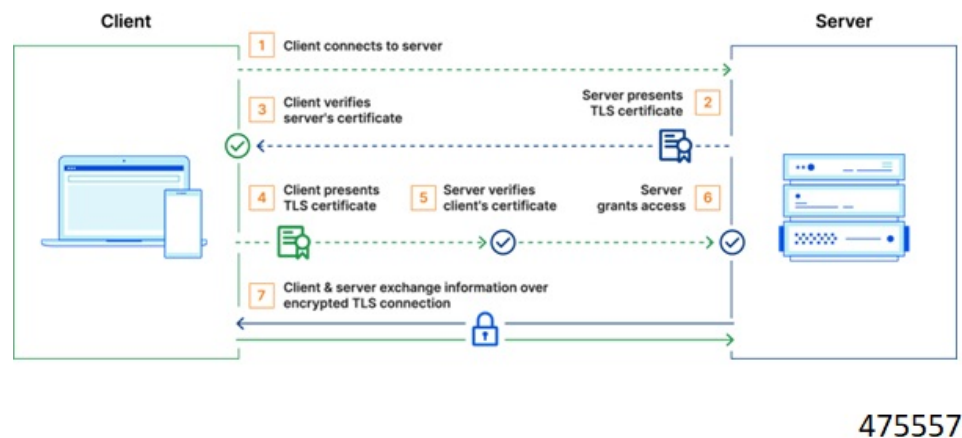 Client
Server
1 Client connects to server
3 Client verifies
server's certificate
Server presents 2
TLS certificate
4 Client presents
TLS certificate
5 Server verifies
client's certificate
Server 6
grants access
7 Client & server exchange information over
encrypted TLS connection
475557